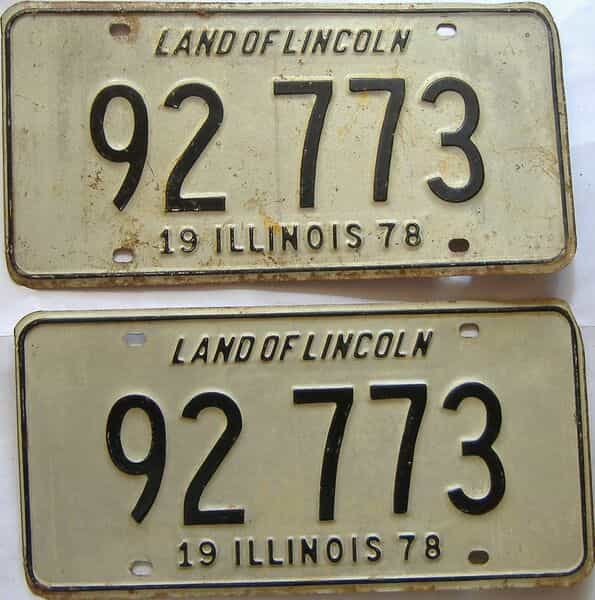 LAND OF LINCOLN
92 773
19 ILLINOIS 78
LAND OF LINCOLN
92 773
19 ILLINOIS 78